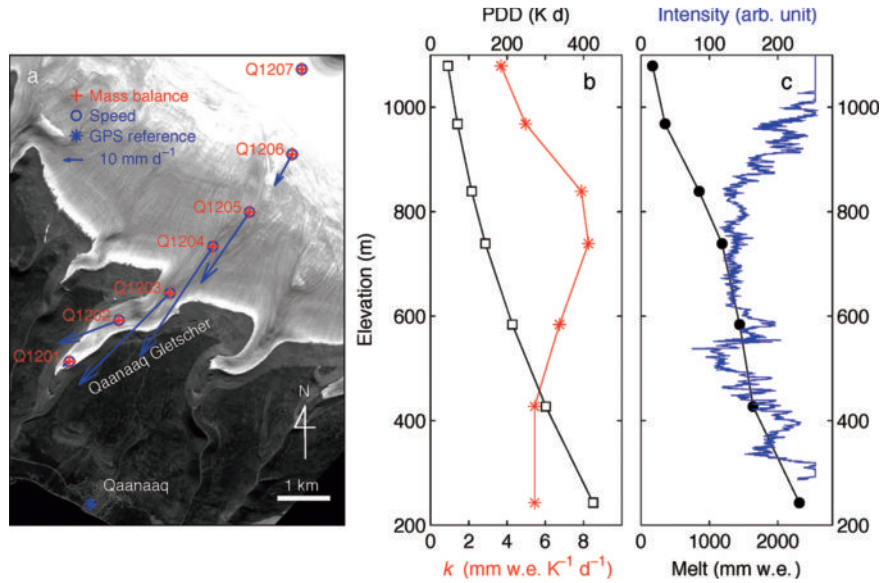 a
Q1207
Mass balance
Speed
GPS reference
10 mm d⁻¹
Q1206
Q1205
Q1204
Q1203
Q1202
Q1201
Qaanaaq Gletscher
N
Qaanaaq
1 km
PDD (K d)
0 200 400
b
Elevation (m)
1000
800
600
400
200
0 2 4 6 8
k (mm w.e. K⁻¹ d⁻¹)
Intensity (arb. unit)
0 100 200
c
1000
800
600
400
200
0 1000 2000
Melt (mm w.e.)